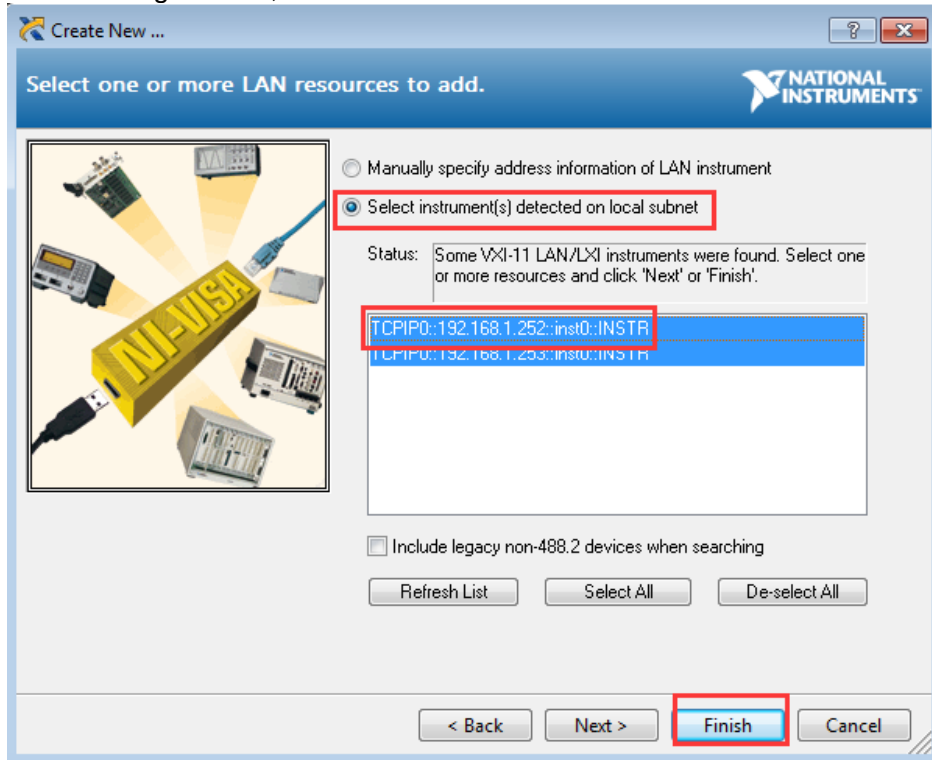 Create New ...
Select one or more LAN resources to add.
NATIONAL
INSTRUMENTS
Manually specify address information of LAN instrument
Select instrument(s) detected on local subnet
Status: Some VXI-11 LAN/LXI instruments were found. Select one
or more resources and click 'Next' or 'Finish'.
TCPIP0::192.168.1.252::inst0::INSTR
TCPIP0::192.168.1.253::inst0::INSTR
NI-VISA
Include legacy non-488.2 devices when searching
Refresh List Select All De-select All
< Back Next > Finish Cancel